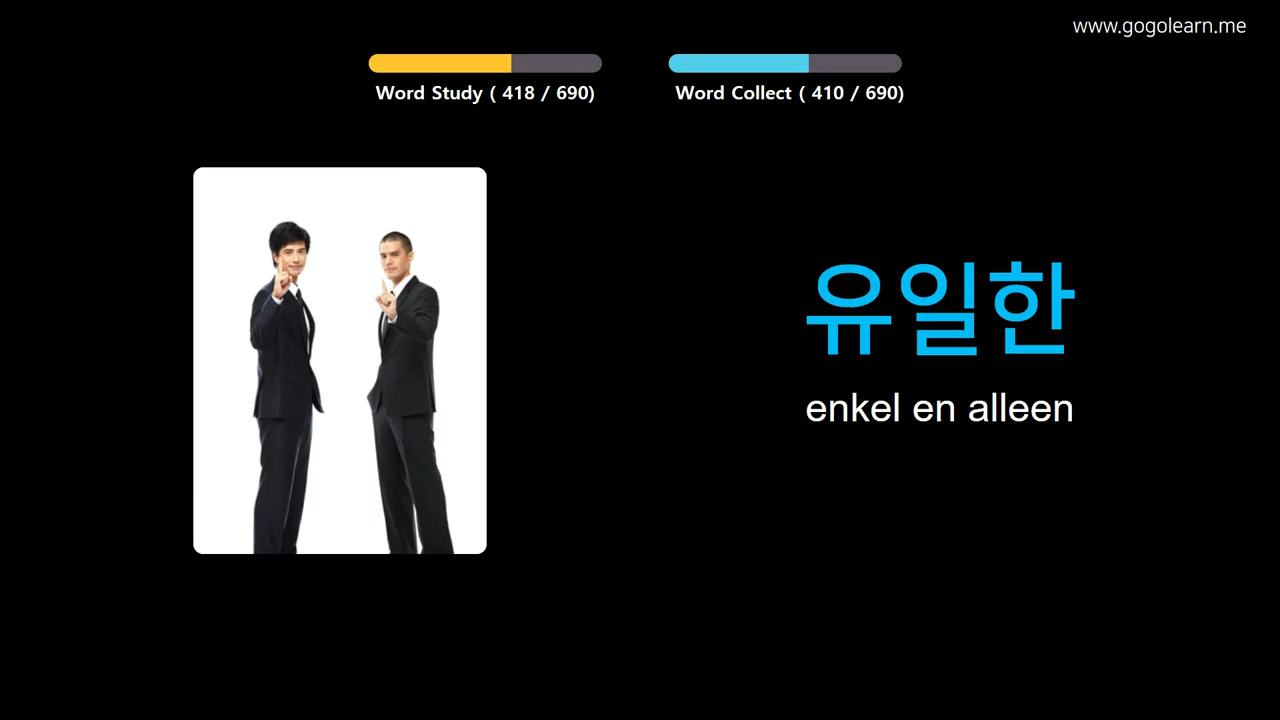 www.gogolearn.me
Word Study ( 418 / 690)
Word Collect ( 410 / 690)
유일한
enkel en alleen